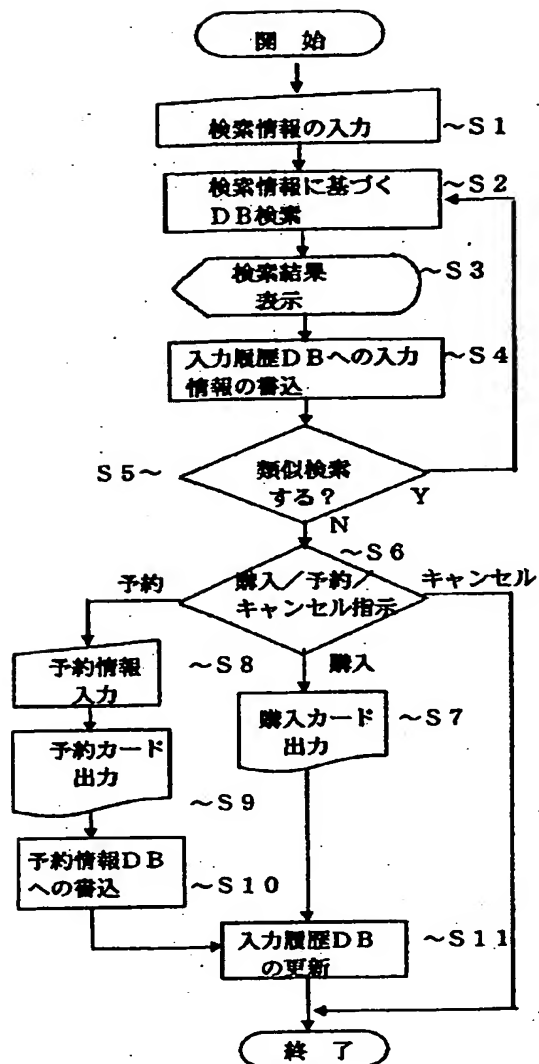 開 始
検索情報の入力
~S1
検索情報に基づく
DB検索
~S2
検索結果
表示
~S3
入力履歴DBへの入力
情報の書込
~S4
S5~
類似検索
する?
Y
N
~S6
予約
購入/予約/
キャンセル指示
キャンセル
購入
予約情報
入力
~S8
購入カード
出力
~S7
予約カード
出力
~S9
予約情報DB
への書込
~S10
入力履歴DB
の更新
~S11
終 了